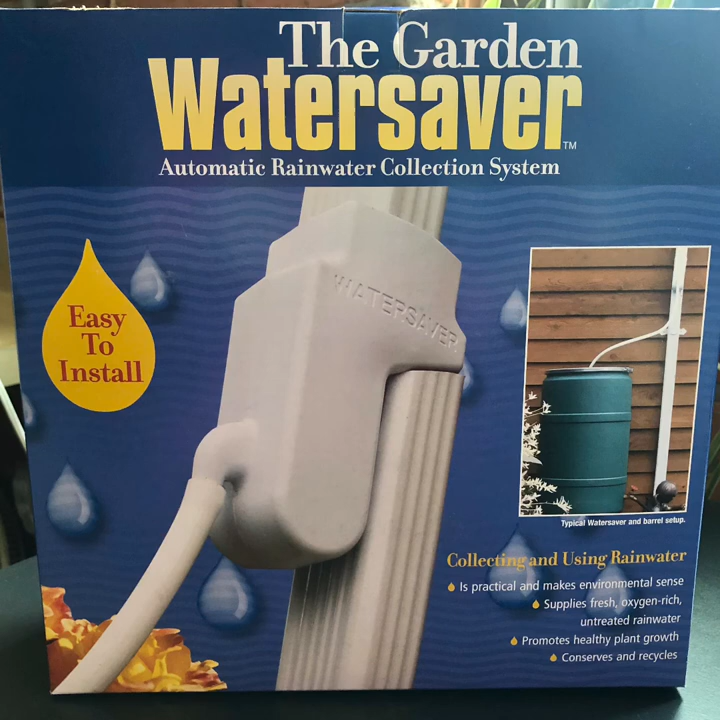 The Garden
Watersaver™
Automatic Rainwater Collection System
WATERSAVER
Easy
To
Install
Typical Watersaver and barrel setup.
Collecting and Using Rainwater
Is practical and makes environmental sense
Supplies fresh, oxygen-rich,
untreated rainwater
Promotes healthy plant growth
Conserves and recycles